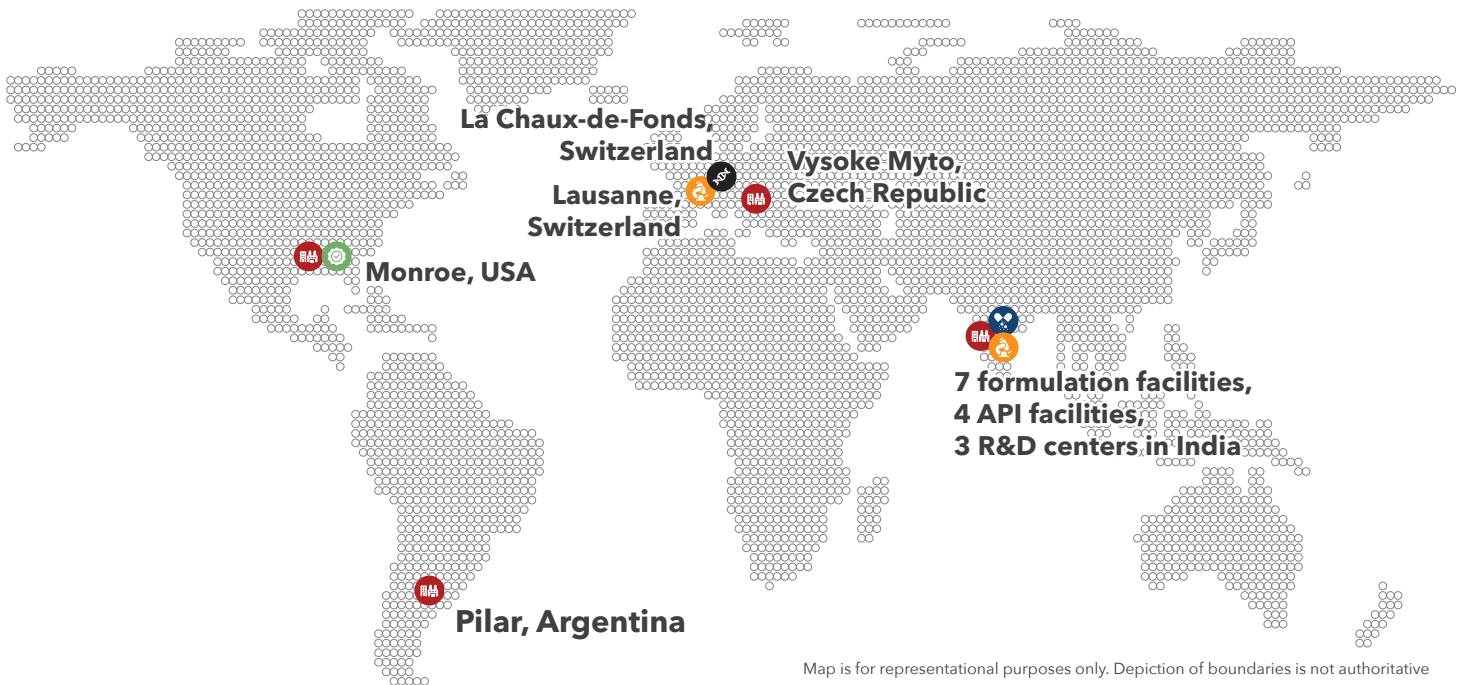 La Chaux-de-Fonds,
Switzerland
Vysoke Myto,
Czech Republic
Lausanne,
Switzerland
Monroe, USA
7 formulation facilities,
4 API facilities,
3 R&D centers in India
Pilar, Argentina
Map is for representational purposes only. Depiction of boundaries is not authoritative